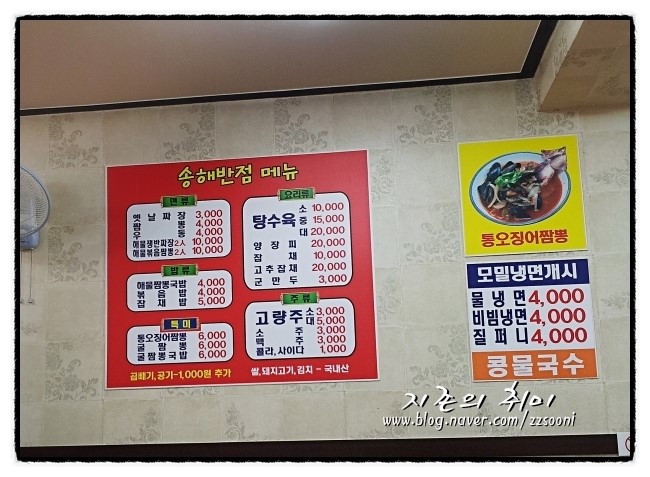 송해반점 메뉴
면류
옛날짜장 3,000
짬뽕 4,000
우동 4,000
해물쟁반짜장2人 10,000
해물볶음짬뽕2人 10,000
밥류
해물짬뽕국밥 4,000
볶음밥 4,000
잡채밥 5,000
특미
통오징어짬뽕 6,000
굴짬뽕 6,000
굴짬뽕국밥 6,000
곱빼기,공기-1,000원 추가
요리류
탕수육 소 10,000
중 15,000
대 20,000
양장피 20,000
잡채 10,000
고추잡채 20,000
군만두 3,000
주류
고량주 소 3,000
대 5,000
소주 3,000
맥주 3,000
콜라,사이다 1,000
쌀,돼지고기,김치 - 국내산
통오징어짬뽕
모밀냉면개시
물냉면 4,000
비빔냉면 4,000
질퍼니 4,000
콩물국수
지존의 취미
www.blog.naver.com/zzsooni